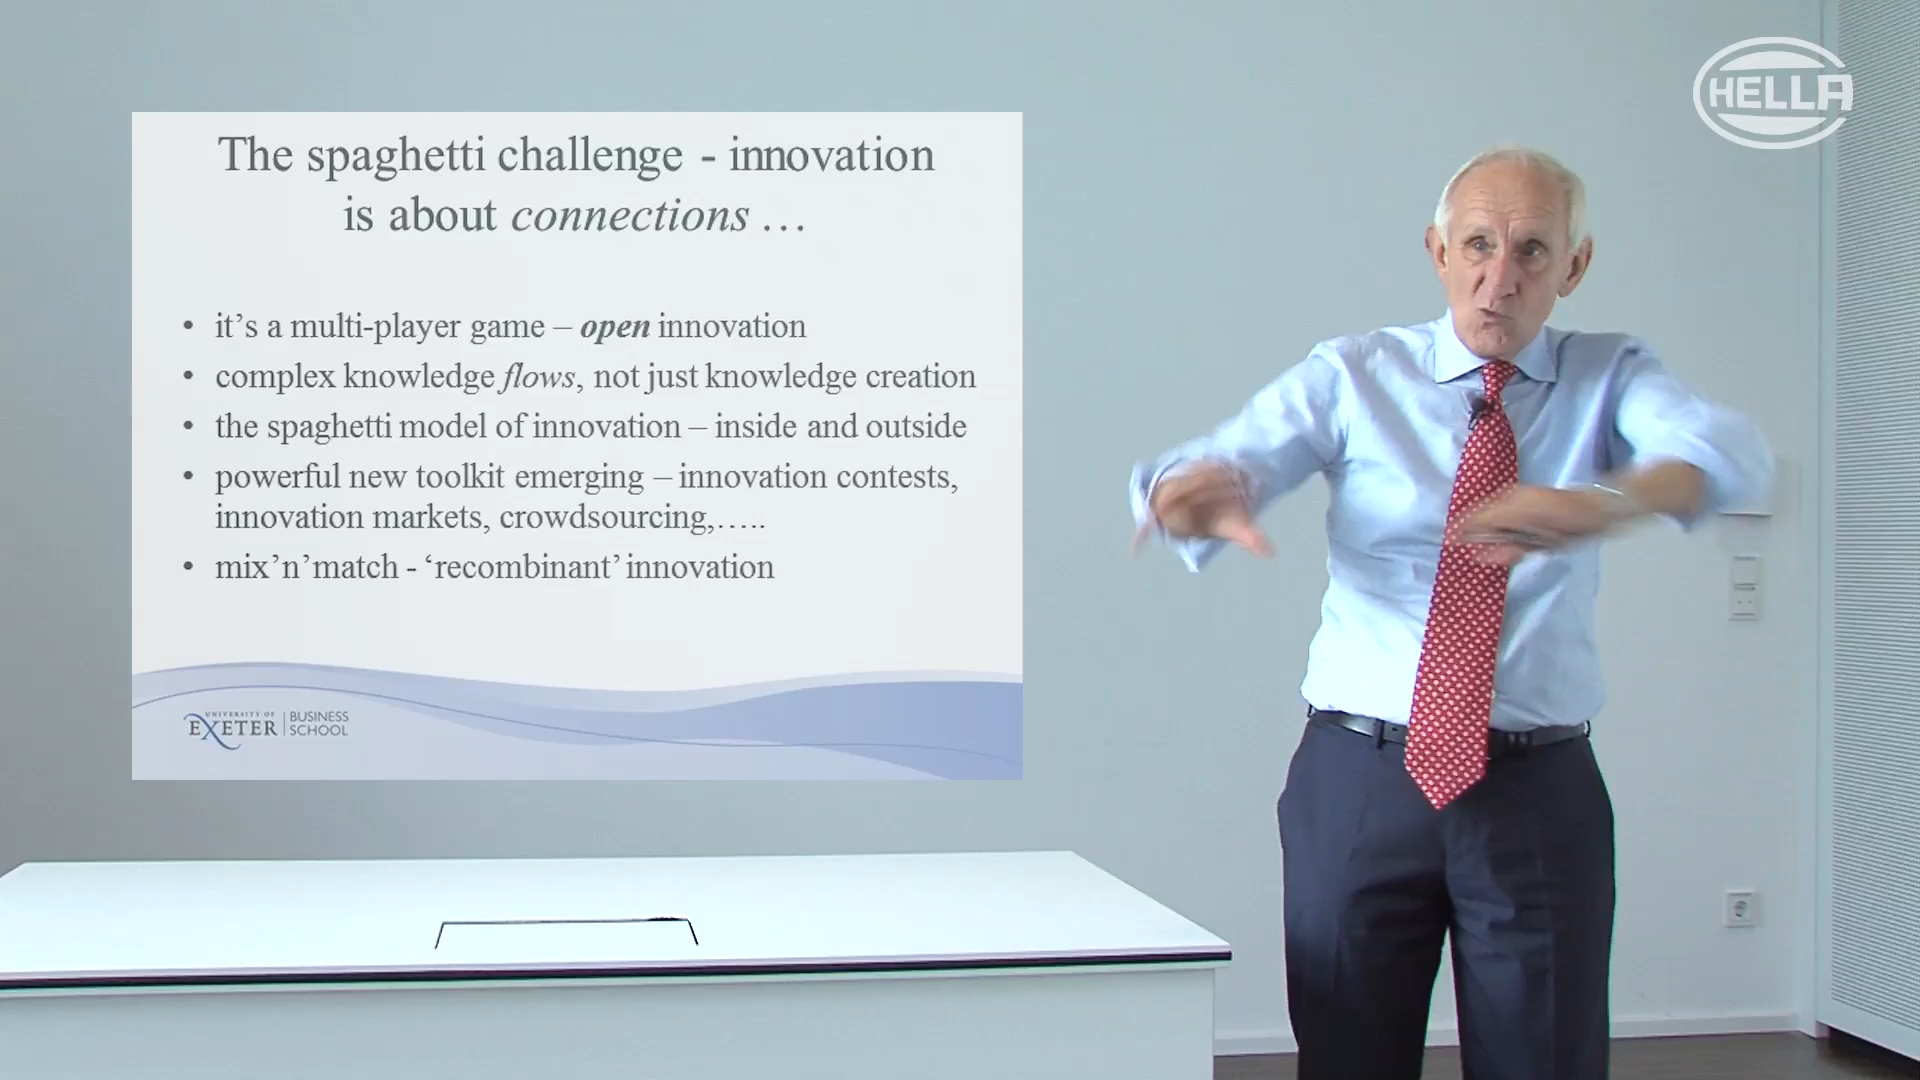 HELLA
The spaghetti challenge - innovation
is about connections …
• it’s a multi-player game – open innovation
• complex knowledge flows, not just knowledge creation
• the spaghetti model of innovation – inside and outside
• powerful new toolkit emerging – innovation contests,
innovation markets, crowdsourcing,…..
• mix’n’match - ‘recombinant’ innovation
UNIVERSITY OF
EXETER
BUSINESS
SCHOOL